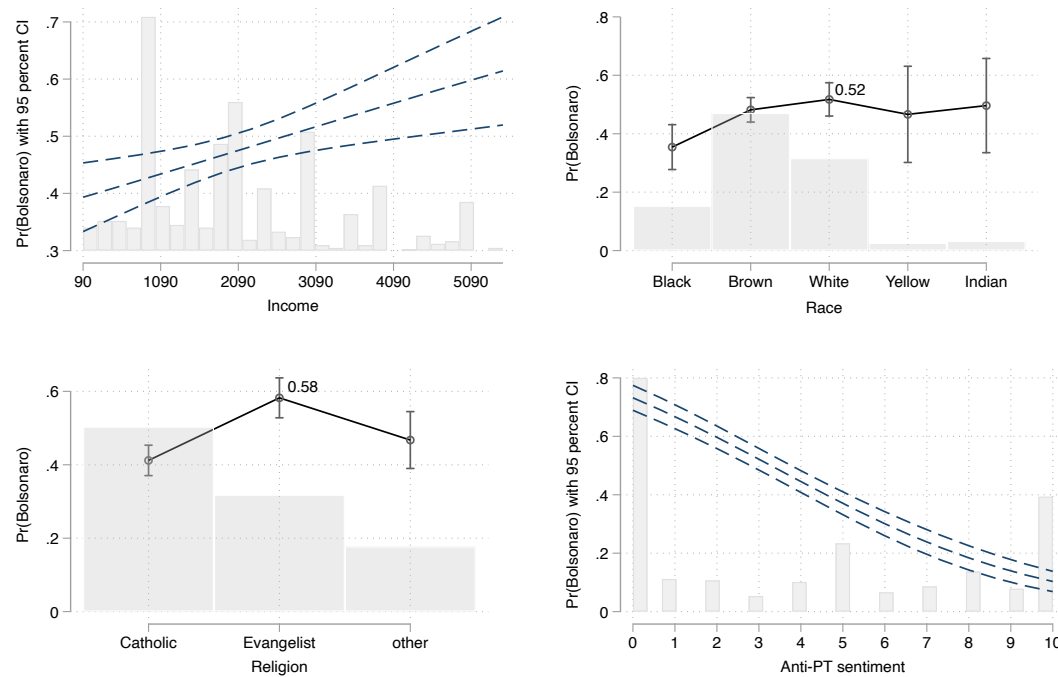 Pr(Bolsonaro) with 95 percent CI
.7
.6
.5
.4
.3
90 1090 2090 3090 4090 5090
Income
Pr(Bolsonaro)
.8
.6
.4
.2
0
0.52
Black Brown White Yellow Indian
Race
Pr(Bolsonaro)
.6
.4
.2
0
0.58
Catholic Evangelist other
Religion
Pr(Bolsonaro) with 95 percent CI
.8
.6
.4
.2
0
0 1 2 3 4 5 6 7 8 9 10
Anti-PT sentiment